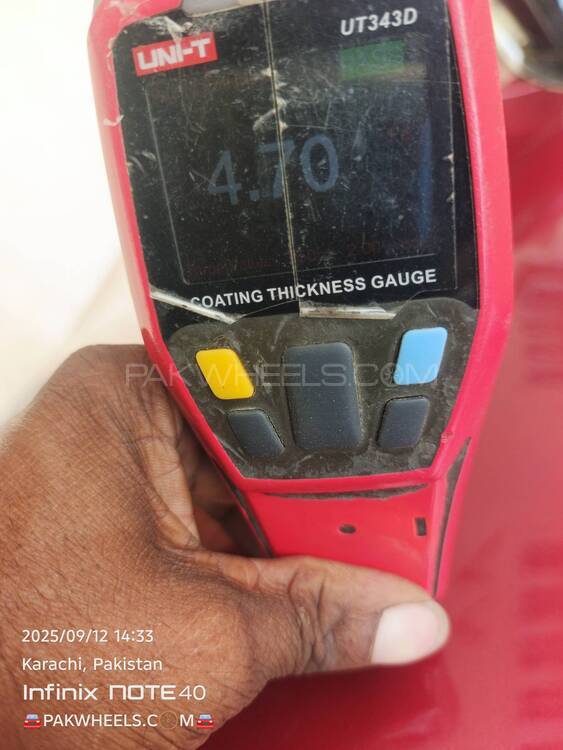 UNI-T
UT343D
4.70
COATING THICKNESS GAUGE
PAKWHEELS.COM
2025/09/12 14:33
Karachi, Pakistan
Infinix NOTE 40
PAKWHEELS.COM